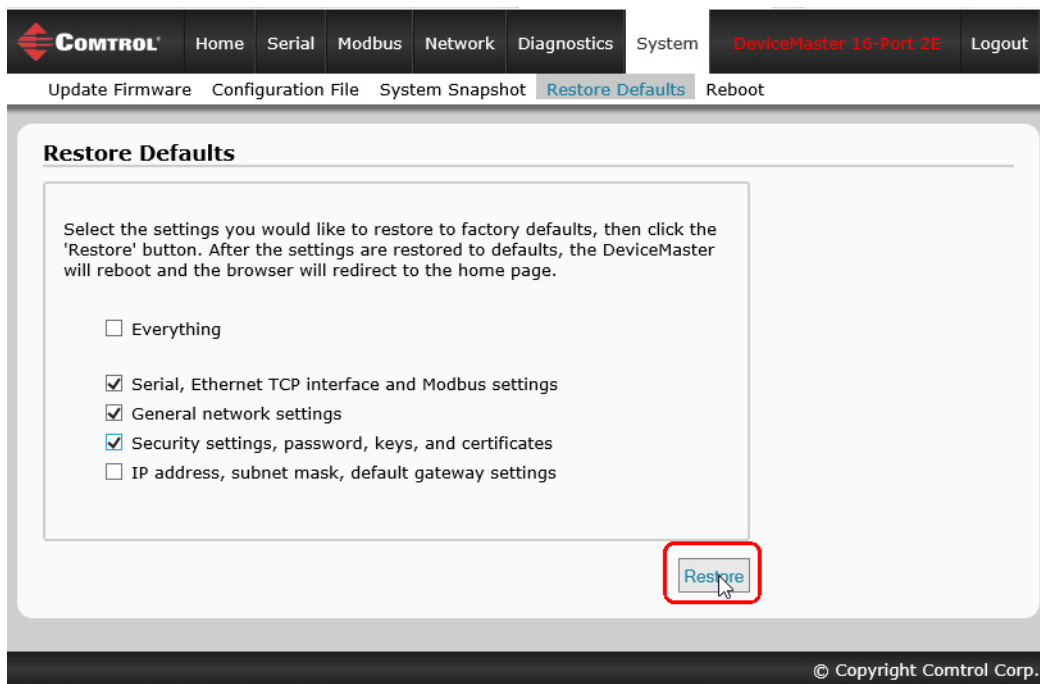 COMTROL Home Serial Modbus Network Diagnostics System DeviceMaster 16-Port 2E Logout
Update Firmware Configuration File System Snapshot Restore Defaults Reboot
Restore Defaults
Select the settings you would like to restore to factory defaults, then click the
'Restore' button. After the settings are restored to defaults, the DeviceMaster
will reboot and the browser will redirect to the home page.
Everything
Serial, Ethernet TCP interface and Modbus settings
General network settings
Security settings, password, keys, and certificates
IP address, subnet mask, default gateway settings
Restore
© Copyright Comtrol Corp.